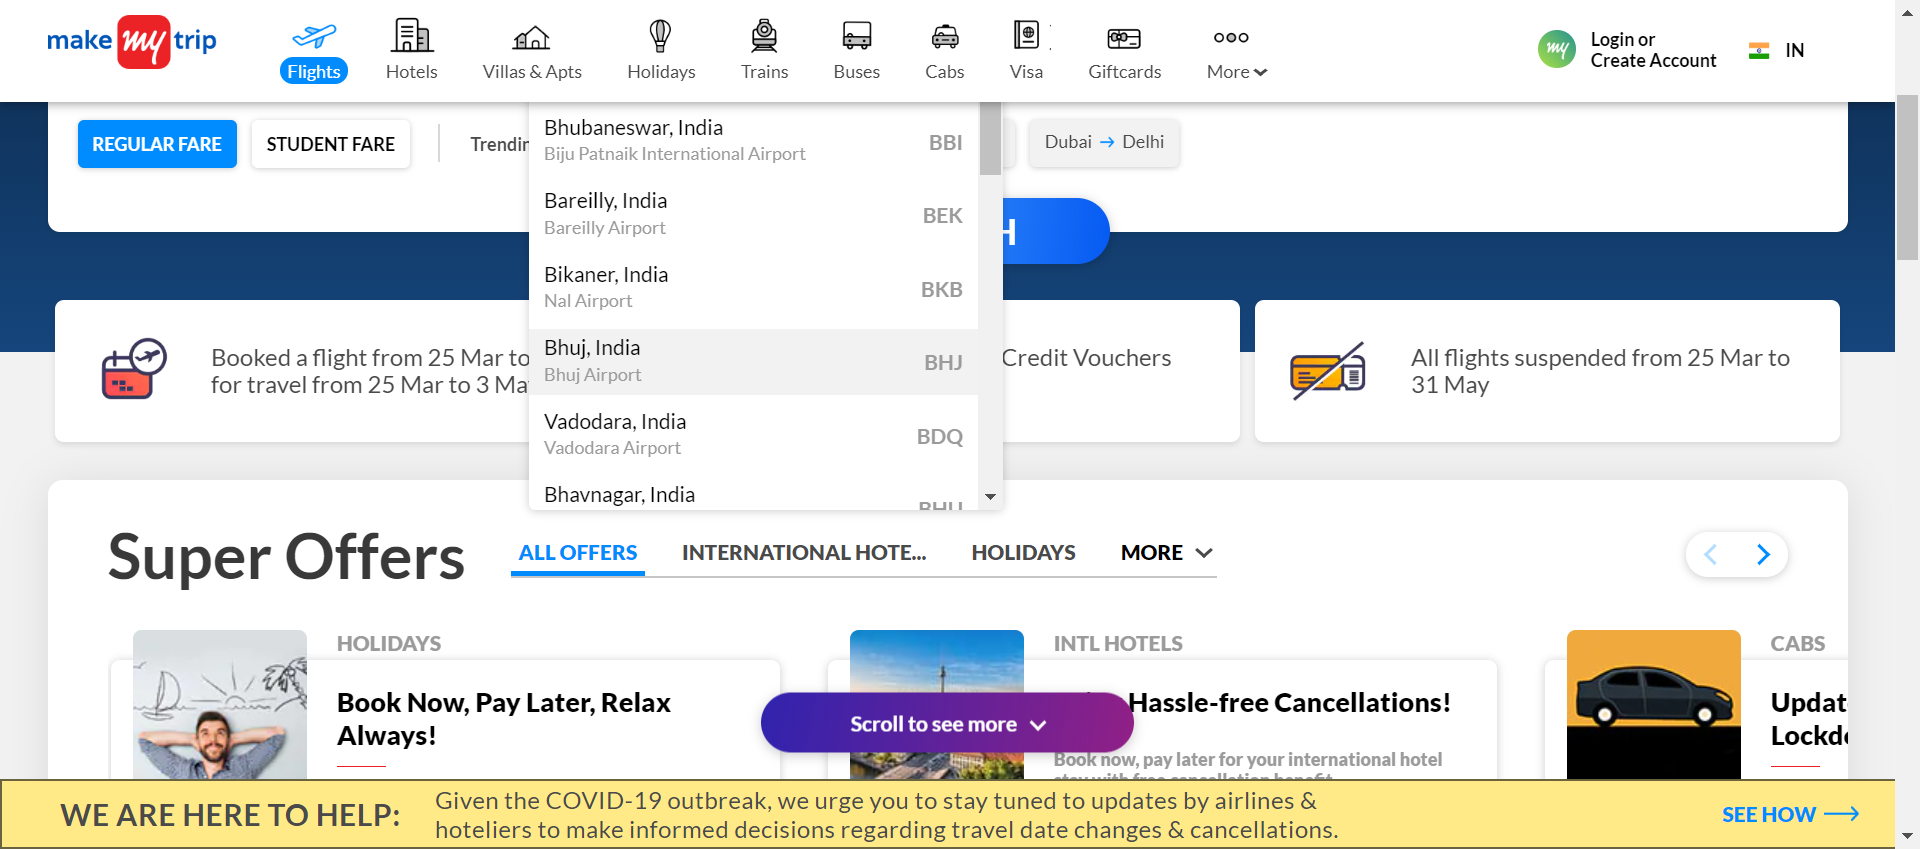 make my trip
Flights
Hotels
Villas & Apts
Holidays
Trains
Buses
Cabs
Visa
Giftcards
More
my
Login or
Create Account
IN
REGULAR FARE
STUDENT FARE
Dubai → Delhi
Bhubaneswar, India
Biju Patnaik International Airport
BBI
Bareilly, India
Bareilly Airport
BEK
Bikaner, India
Nal Airport
BKB
Bhuj, India
Bhuj Airport
BHJ
Vadodara, India
Vadodara Airport
BDQ
Bhavnagar, India
Booked a flight from 25 Mar to
for travel from 25 Mar to 3
Credit Vouchers
All flights suspended from 25 Mar to
31 May
Super Offers
ALL OFFERS
INTERNATIONAL HOTE...
HOLIDAYS
MORE
HOLIDAYS
Book Now, Pay Later, Relax
Always!
INTL HOTELS
Hassle-free Cancellations!
Book now, pay later for your international hotel
CABS
Scroll to see more
WE ARE HERE TO HELP:
Given the COVID-19 outbreak, we urge you to stay tuned to updates by airlines &
hoteliers to make informed decisions regarding travel date changes & cancellations.
SEE HOW